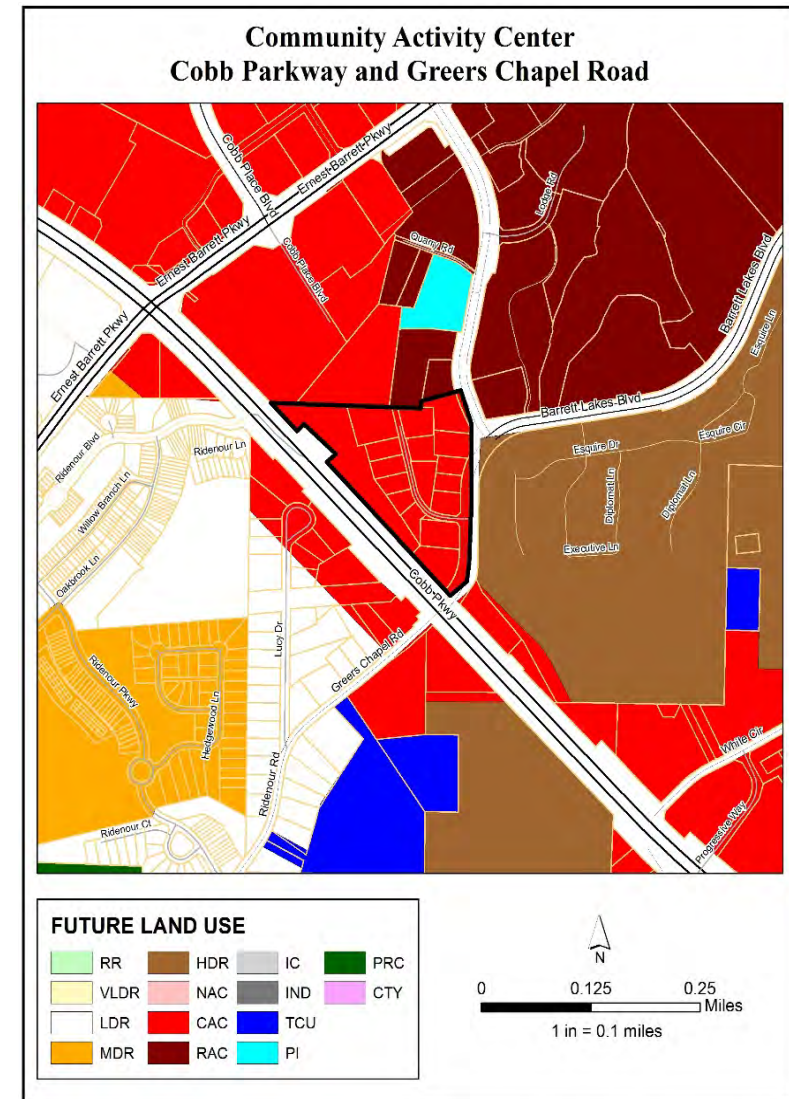 Community Activity Center
Cobb Parkway and Greers Chapel Road
Cobb Place Blvd
Ernest Barrett Pkwy
Lodge Rd
Quarry Rd
Ernest Barrett Pkwy
Cobb Place Blvd
Barrett Lakes Blvd
Ernest Barrett Pkwy
Esquire Ln
Ernest Barrett Pkwy
Barrett Lakes Blvd
Ridenour Blvd
Ridenour Ln
Esquire Dr
Esquire Cir
Willow Branch Ln
Diplomat Ln
Diplomat Ln
Executive Ln
Oakbrook Ln
Cobb Pkwy
Lucy Dr
Greers Chapel Rd
Ridenour Pkwy
Hedgewood Ln
Ridenour Rd
White Cir
Progressive Way
Ridenour Ct
FUTURE LAND USE
RR HDR IC PRC
VLDR NAC IND CTY
LDR CAC TCU
MDR RAC PI
N
0 0.125 0.25
Miles
1 in = 0.1 miles